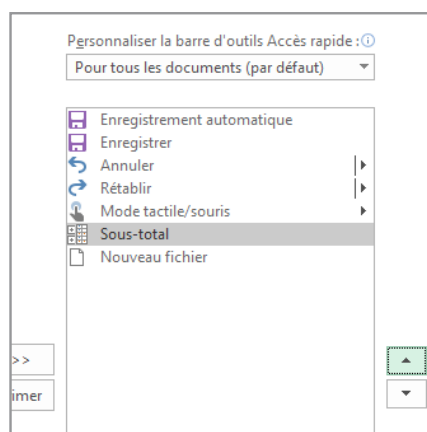 Personnaliser la barre d'outils Accès rapide :
Pour tous les documents (par défaut)
Enregistrement automatique
Enregistrer
Annuler
Rétablir
Mode tactile/souris
Sous-total
Nouveau fichier
>>
imer